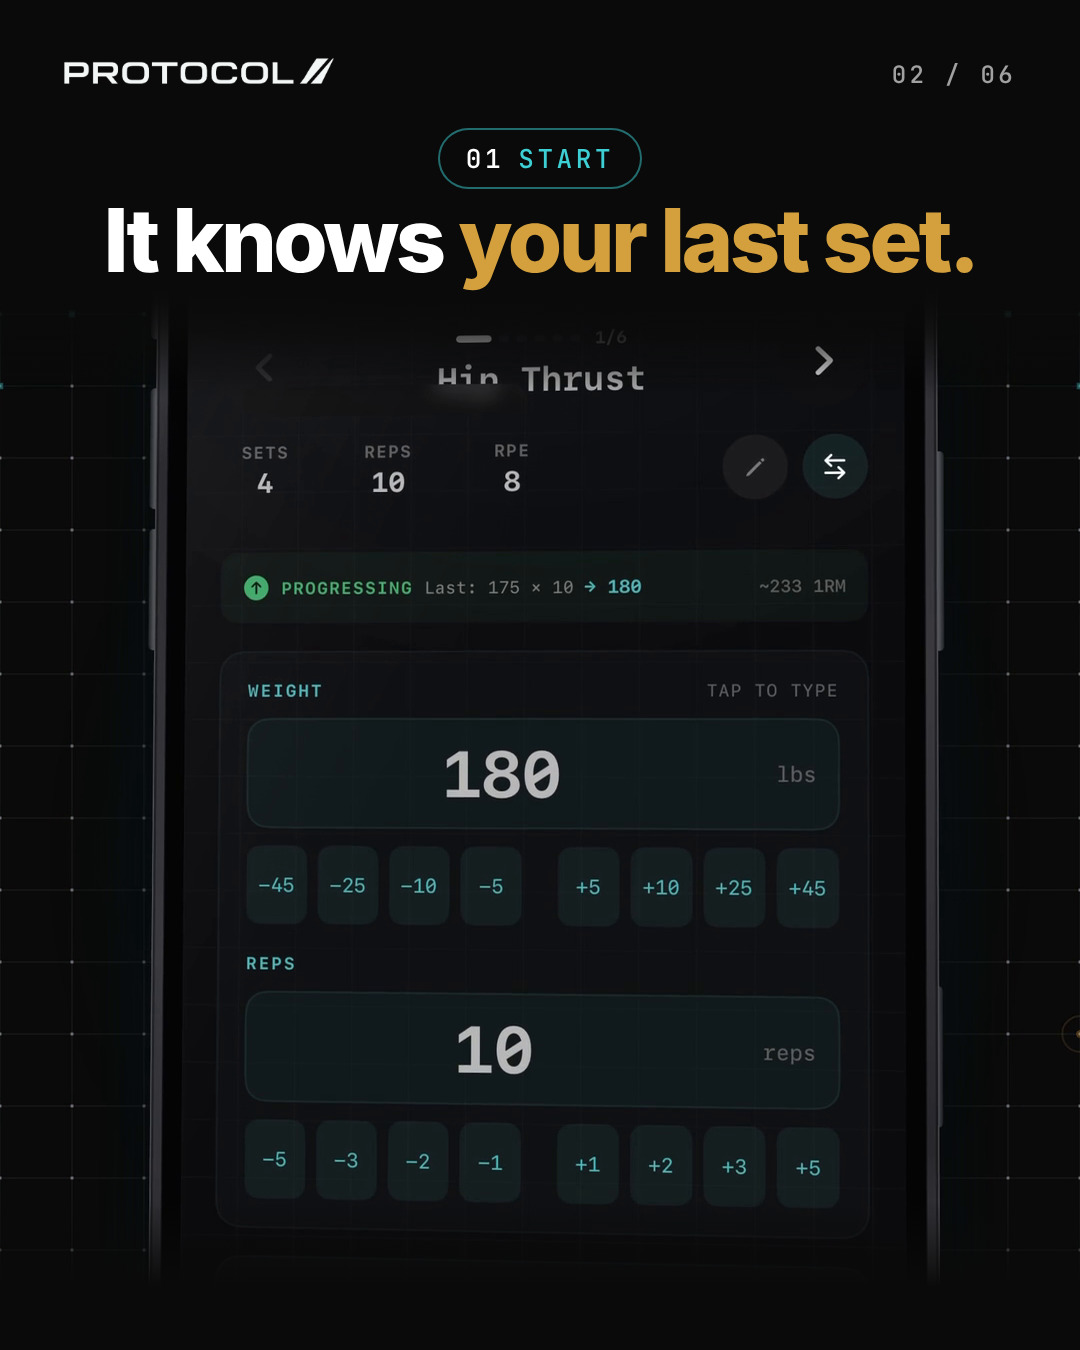 PROTOCOL
02 / 06
01 START
It knows your last set.
1/6
Hip Thrust
SETS REPS RPE
4 10 8
PROGRESSING Last: 175 × 10 → 180 ~233 1RM
WEIGHT TAP TO TYPE
180 lbs
−45 −25 −10 −5 +5 +10 +25 +45
REPS
10 reps
−5 −3 −2 −1 +1 +2 +3 +5